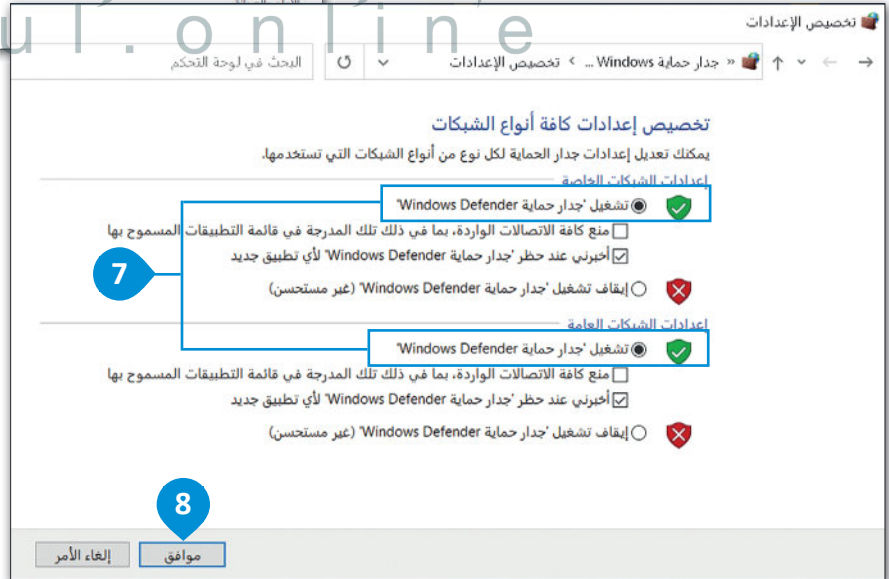 ul.online
تخصيص الإعدادات
« جدار حماية Windows ... > تخصيص الإعدادات
البحث في لوحة التحكم
تخصيص إعدادات كافة أنواع الشبكات
يمكنك تعديل إعدادات جدار الحماية لكل نوع من أنواع الشبكات التي تستخدمها.
إعدادات الشبكات الخاصة
تشغيل 'جدار حماية Windows Defender'
منع كافة الاتصالات الواردة، بما في ذلك تلك المدرجة في قائمة التطبيقات المسموح بها
أخبرني عند حظر 'جدار حماية Windows Defender' لأي تطبيق جديد
7
إيقاف تشغيل 'جدار حماية Windows Defender' (غير مستحسن)
إعدادات الشبكات العامة
تشغيل 'جدار حماية Windows Defender'
منع كافة الاتصالات الواردة، بما في ذلك تلك المدرجة في قائمة التطبيقات المسموح بها
أخبرني عند حظر 'جدار حماية Windows Defender' لأي تطبيق جديد
إيقاف تشغيل 'جدار حماية Windows Defender' (غير مستحسن)
8
موافق
إلغاء الأمر